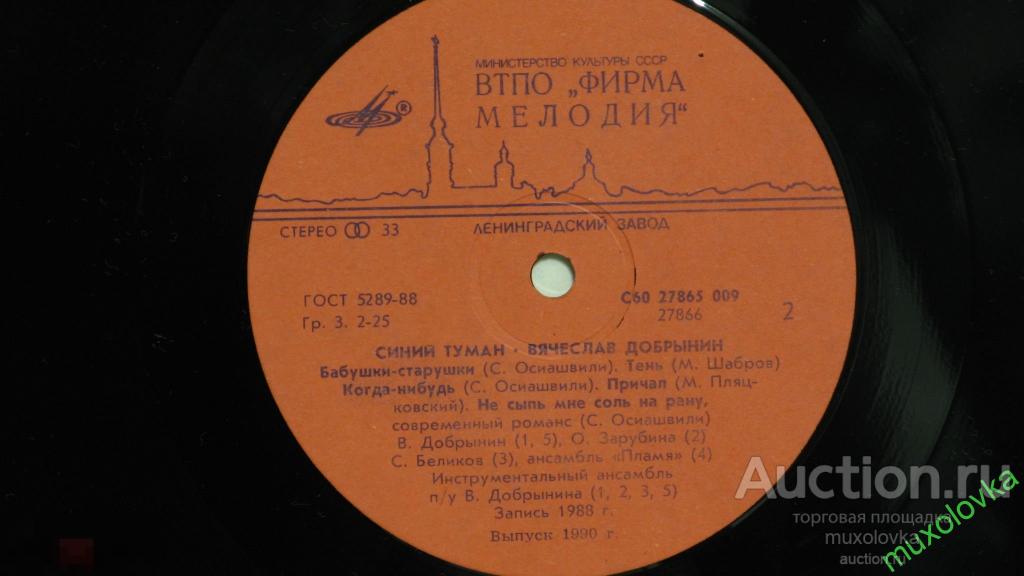 МИНИСТЕРСТВО КУЛЬТУРЫ СССР
ВТПО „ФИРМА
МЕЛОДИЯ“
®
СТЕРЕО 33
ЛЕНИНГРАДСКИЙ ЗАВОД
ГОСТ 5289-88
С60 27865 009
Гр. 3. 2-25
27866
2
СИНИЙ ТУМАН · ВЯЧЕСЛАВ ДОБРЫНИН
Бабушки-старушки (С. Осиашвили). Тень (М. Шабров)
Когда-нибудь (С. Осиашвили). Причал (М. Пляц-
ковский). Не сыпь мне соль на рану,
современный романс (С. Осиашвили)
В. Добрынин (1, 5), О. Зарубина (2)
С. Беликов (3), ансамбль «Пламя» (4)
Инструментальный ансамбль
п/у В. Добрынина (1, 2, 3, 5)
Запись 1988 г.
Выпуск 1990 г.
Auction.ru
торговая площадка
muxolovka
auction.ru
muxolovka